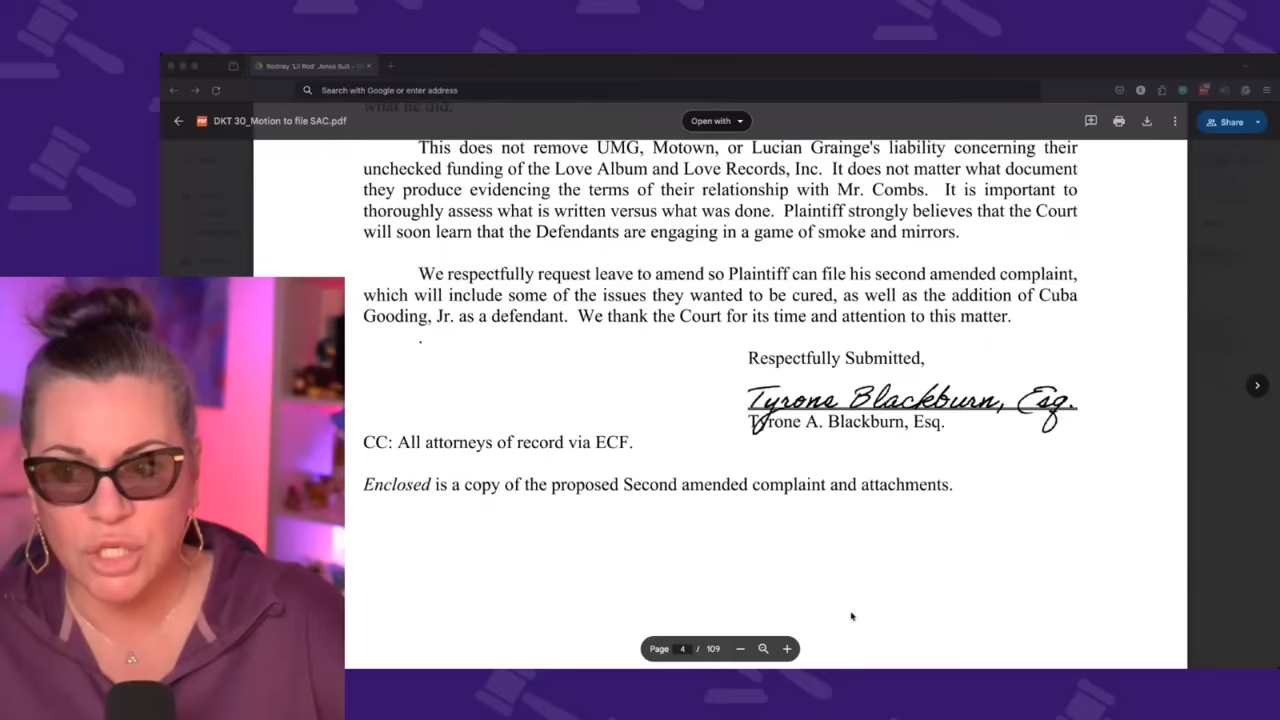 Rodney 'Lil Rod' Jones Suit -
Search with Google or enter address
what he did.
DKT 30_Motion to file SAC.pdf
Open with
Share
This does not remove UMG, Motown, or Lucian Grainge's liability concerning their
unchecked funding of the Love Album and Love Records, Inc. It does not matter what document
they produce evidencing the terms of their relationship with Mr. Combs. It is important to
thoroughly assess what is written versus what was done. Plaintiff strongly believes that the Court
will soon learn that the Defendants are engaging in a game of smoke and mirrors.
We respectfully request leave to amend so Plaintiff can file his second amended complaint,
which will include some of the issues they wanted to be cured, as well as the addition of Cuba
Gooding, Jr. as a defendant. We thank the Court for its time and attention to this matter.
.
Respectfully Submitted,
Tyrone Blackburn, Esq.
Tyrone A. Blackburn, Esq.
CC: All attorneys of record via ECF.
Enclosed is a copy of the proposed Second amended complaint and attachments.
Page 4 / 109